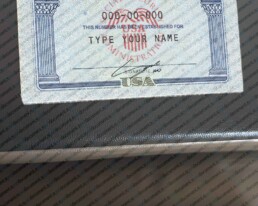 000-00-0000
THIS NUMBER HAS BEEN ESTABLISHED FOR
TYPE YOUR NAME
USA